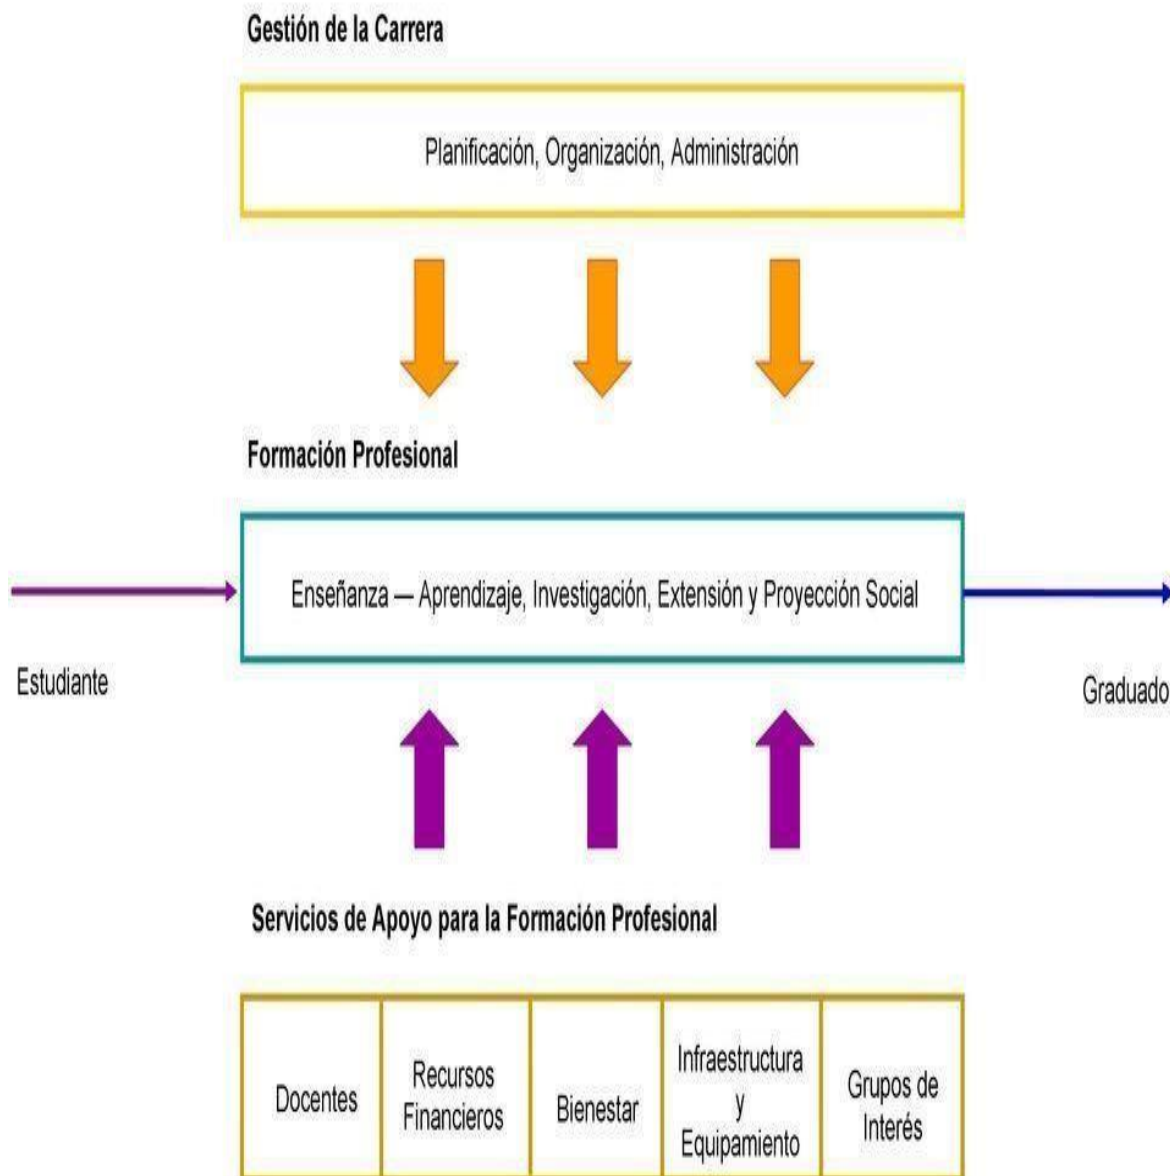 Gestión de la Carrera
Planificación, Organización, Administración
Formación Profesional
Enseñanza — Aprendizaje, Investigación, Extensión y Proyección Social
Estudiante
Graduado
Servicios de Apoyo para la Formación Profesional
Docentes
Recursos
Financieros
Bienestar
Infraestructura
y
Equipamiento
Grupos de
Interés